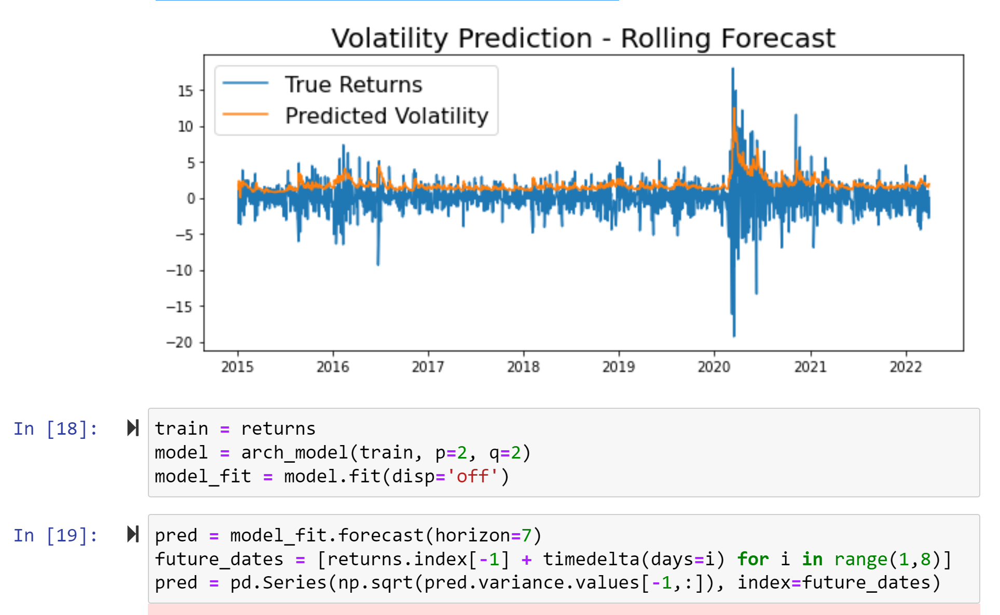 Volatility Prediction - Rolling Forecast
True Returns
Predicted Volatility
15
10
5
0
−5
−10
−15
−20
2015 2016 2017 2018 2019 2020 2021 2022
In [18]:
train = returns
model = arch_model(train, p=2, q=2)
model_fit = model.fit(disp='off')
In [19]:
pred = model_fit.forecast(horizon=7)
future_dates = [returns.index[-1] + timedelta(days=i) for i in range(1,8)]
pred = pd.Series(np.sqrt(pred.variance.values[-1,:]), index=future_dates)